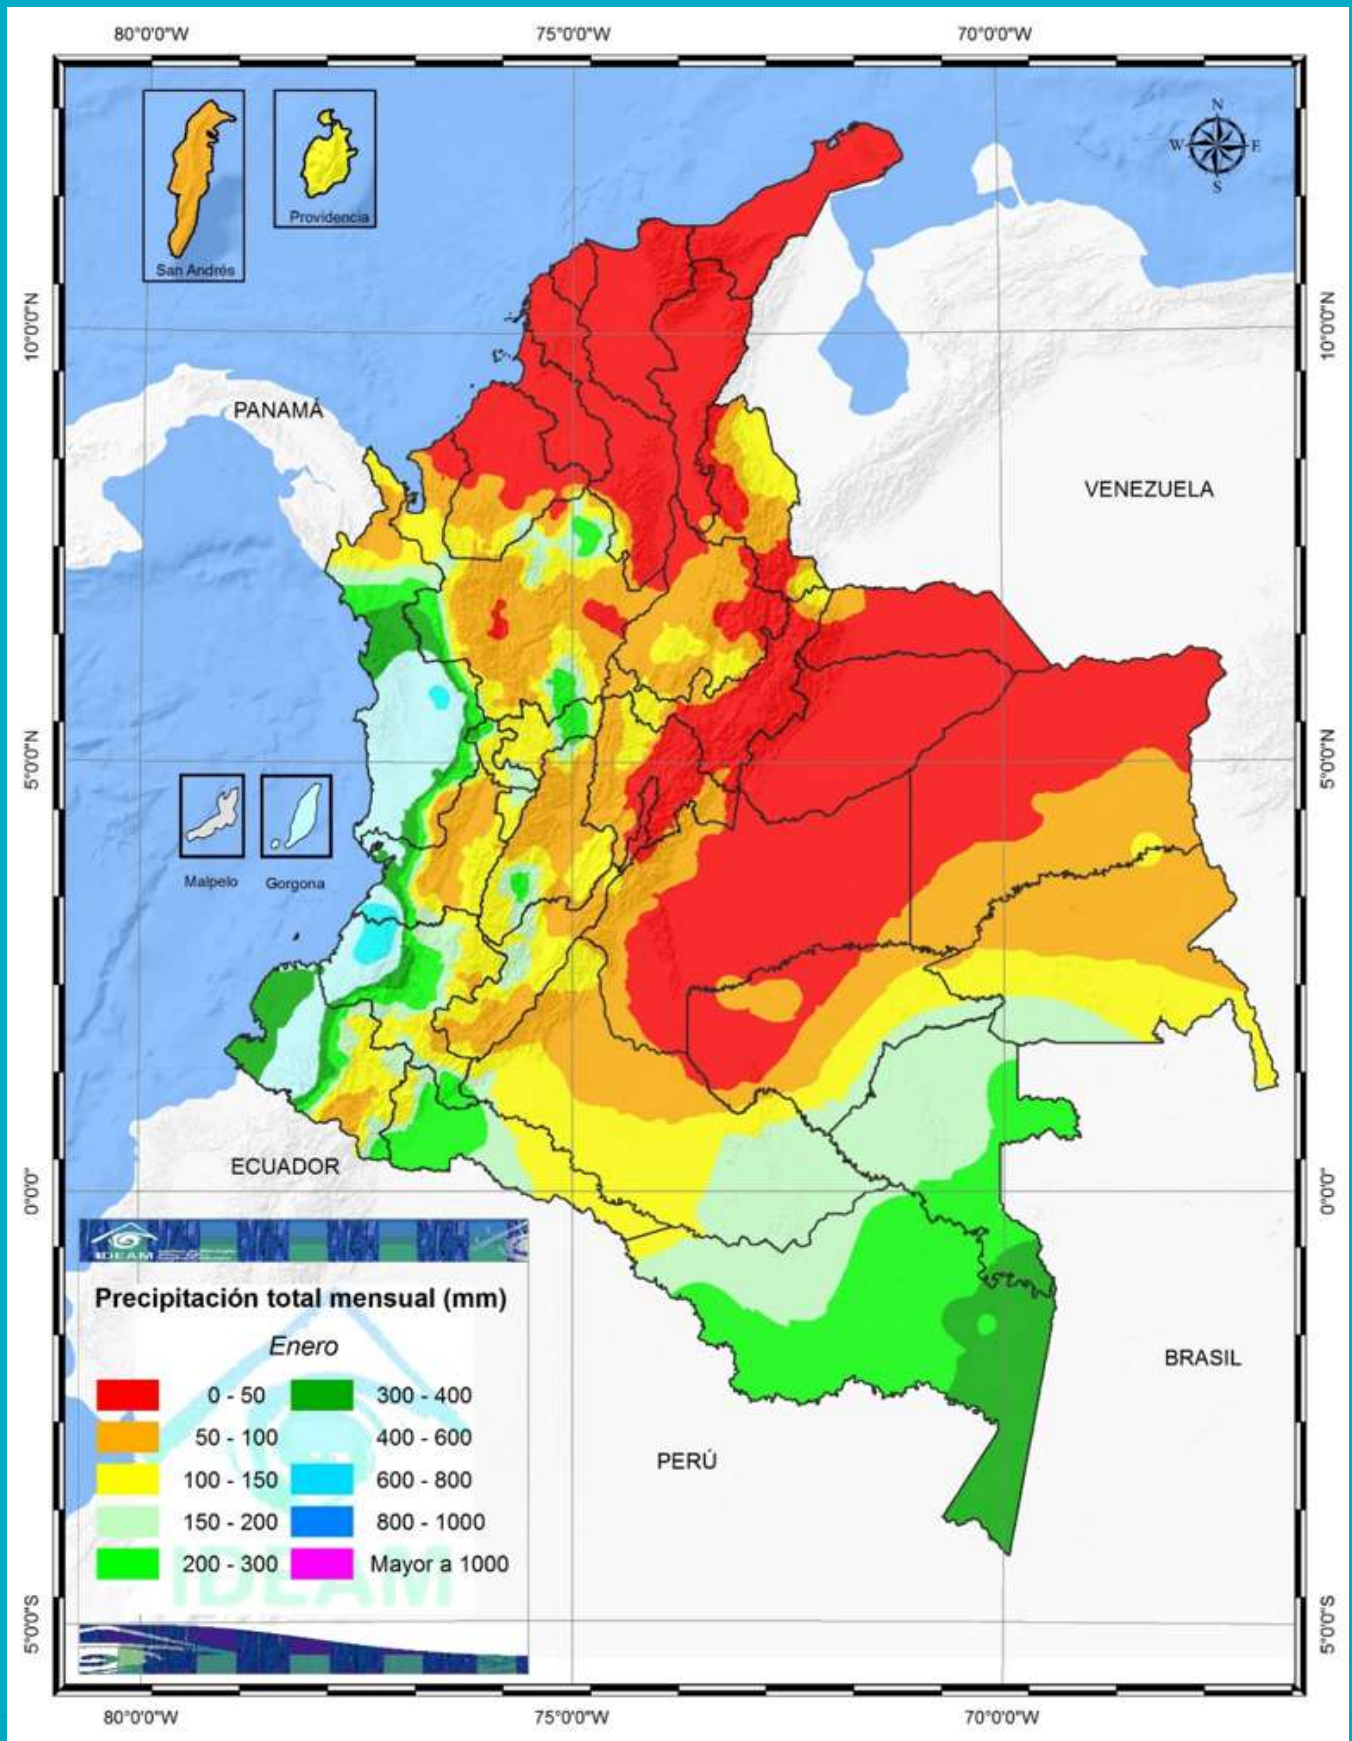 80°0'0"W 75°0'0"W 70°0'0"W
N
W E
S
San Andrés
Providencia
10°0'0"N 10°0'0"N
PANAMÁ
VENEZUELA
5°0'0"N 5°0'0"N
Malpelo Gorgona
ECUADOR
0°0'0" 0°0'0"
IDEAM
Precipitación total mensual (mm)
Enero
0 - 50 300 - 400
50 - 100 400 - 600
100 - 150 600 - 800
150 - 200 800 - 1000
200 - 300 Mayor a 1000
IDEAM
BRASIL
PERÚ
5°0'0"S 5°0'0"S
80°0'0"W 75°0'0"W 70°0'0"W